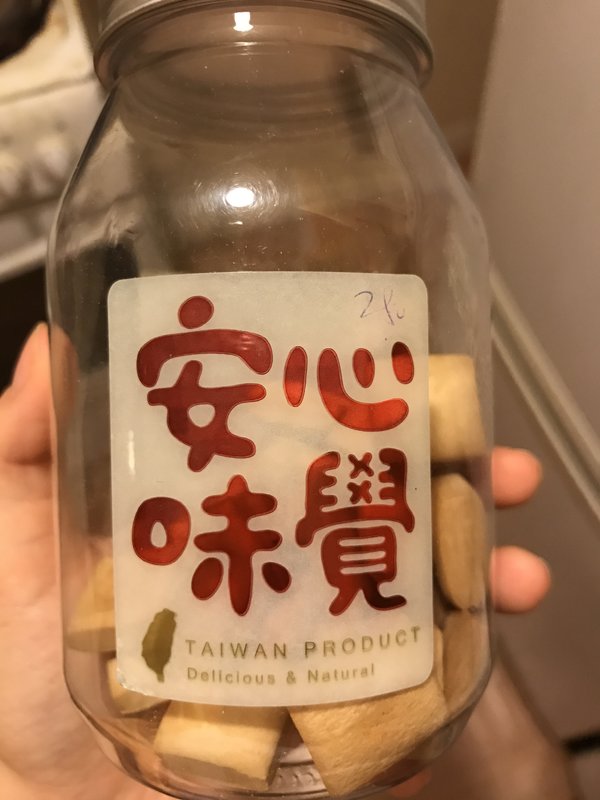 安心
味覺
TAIWAN PRODUCT
Delicious & Natural